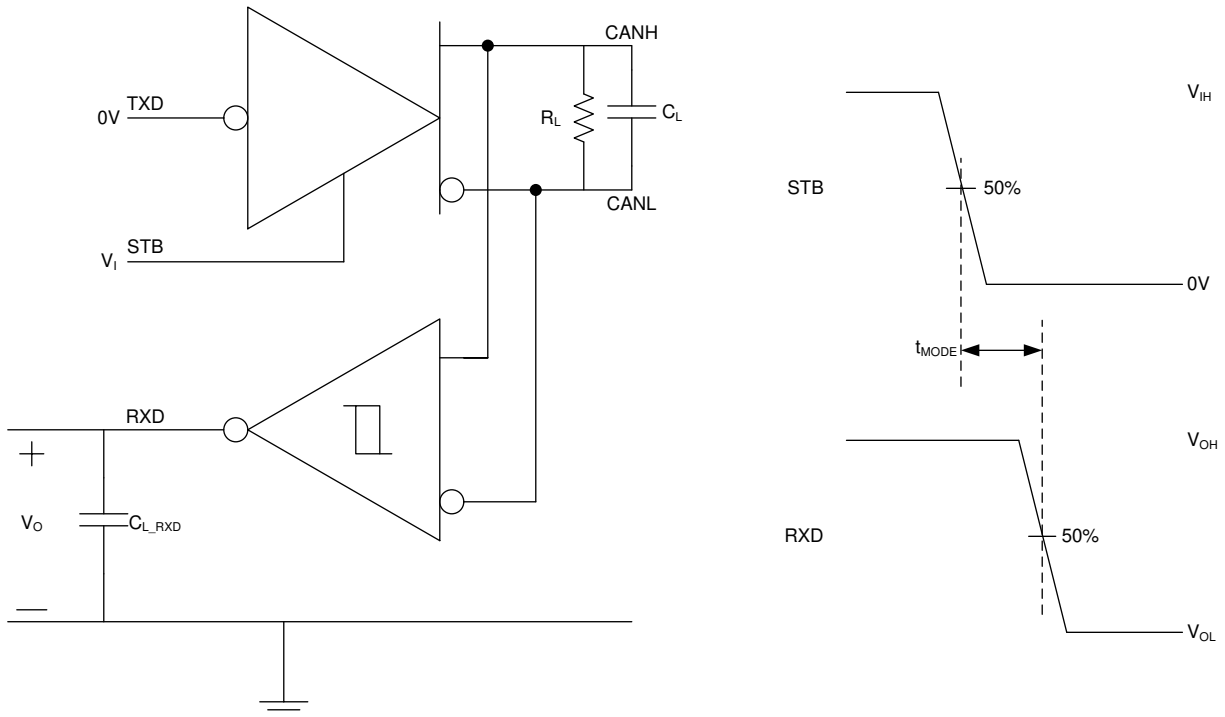 CANH
TXD
0V
R_L
C_L
CANL
STB
V_I
RXD
+
V_O
C_L_RXD
—
V_IH
STB
50%
0V
t_MODE
V_OH
RXD
50%
V_OL